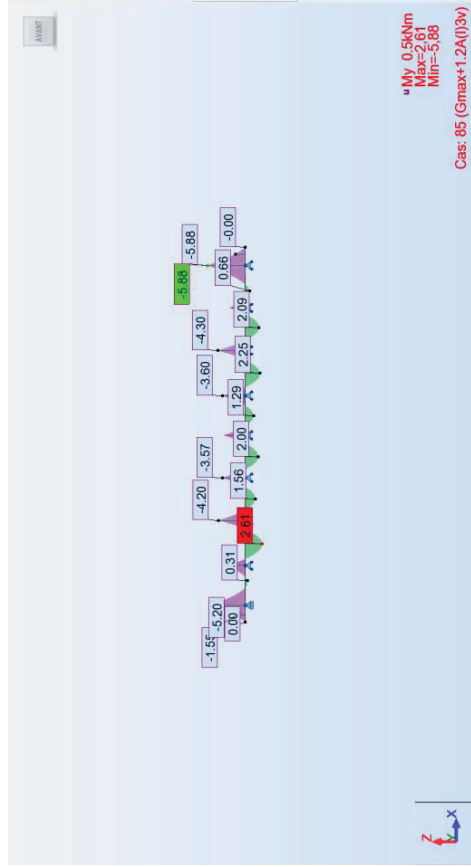 AVANT
-5.88
-5.88
-4.20
-4.30
-3.57
-3.60
-1.55
-5.20
0.66
0.31
-0.00
0.00
1.56
2.00
1.29
2.25
2.09
2.61
My 0.5kNm
Max=2,61
Min=-5,88
Z
Y
X
Cas: 85 (Gmax+1.2A(l)3v)